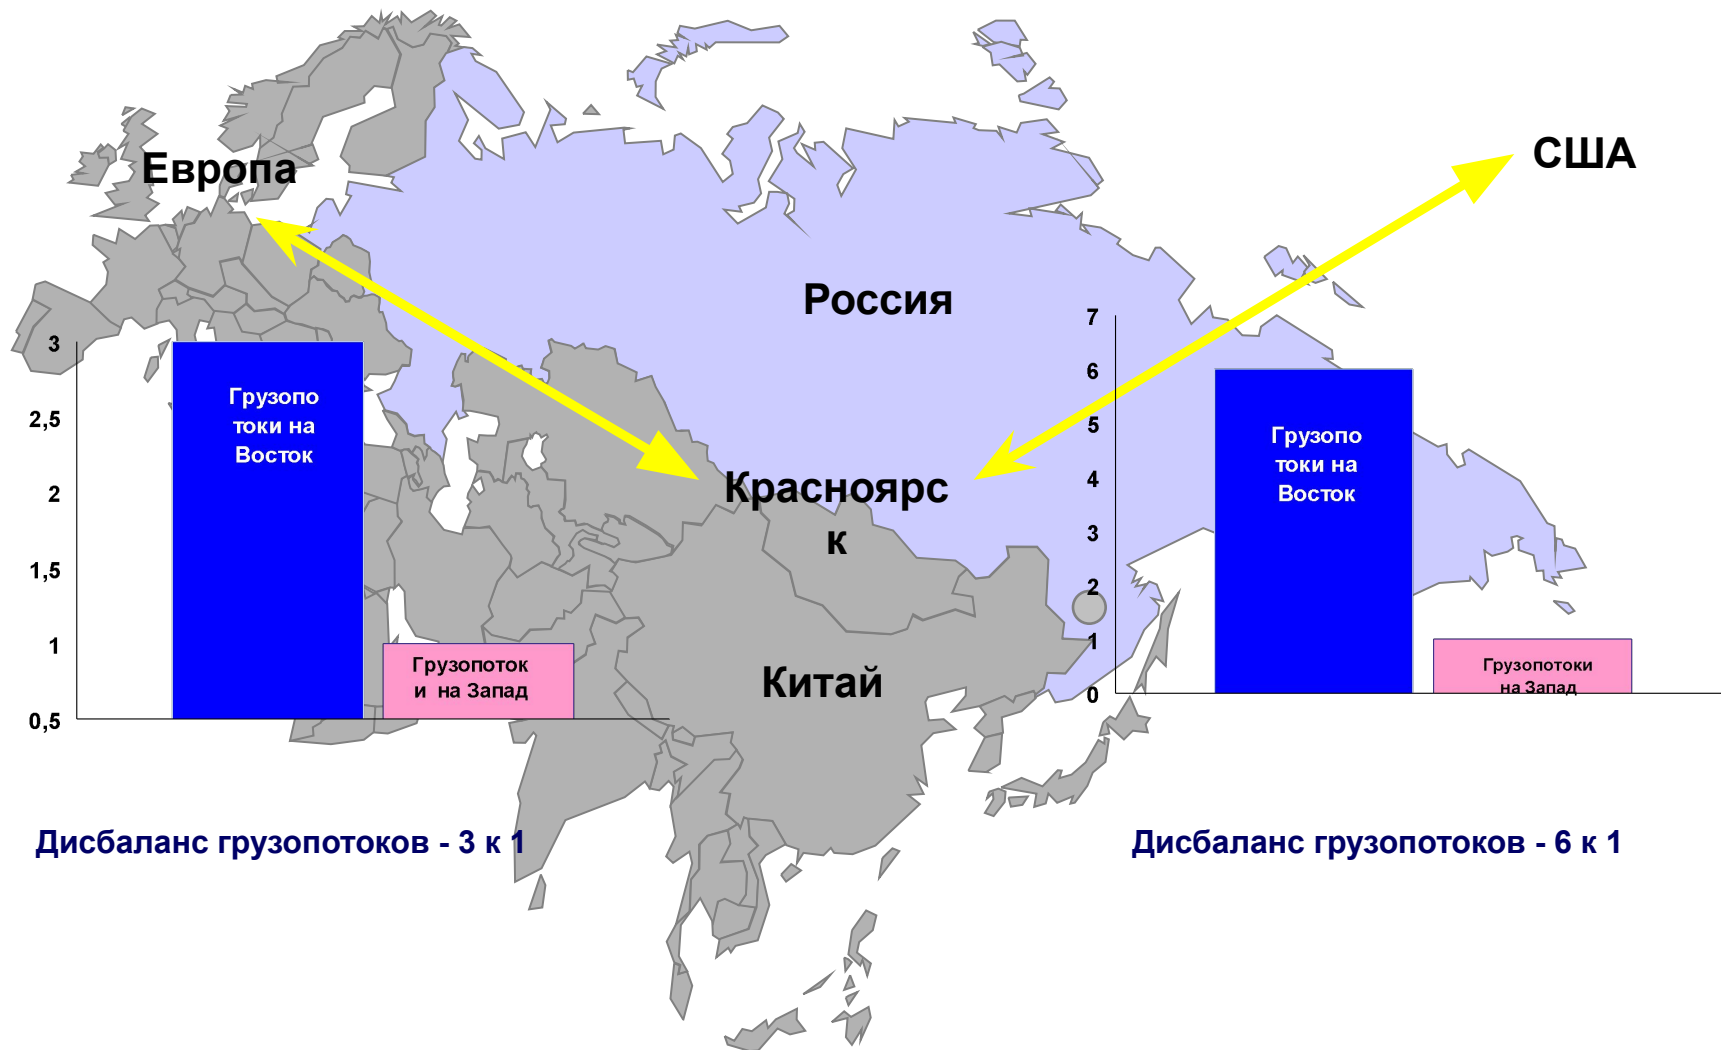 Европа
США
Россия
Красноярс
к
Китай
3
2,5
2
1,5
1
0,5
Грузопо
токи на
Восток
Грузопоток
и на Запад
Дисбаланс грузопотоков - 3 к 1
7
6
5
4
3
2
1
0
Грузопо
токи на
Восток
Грузопотоки
на Запад
Дисбаланс грузопотоков - 6 к 1